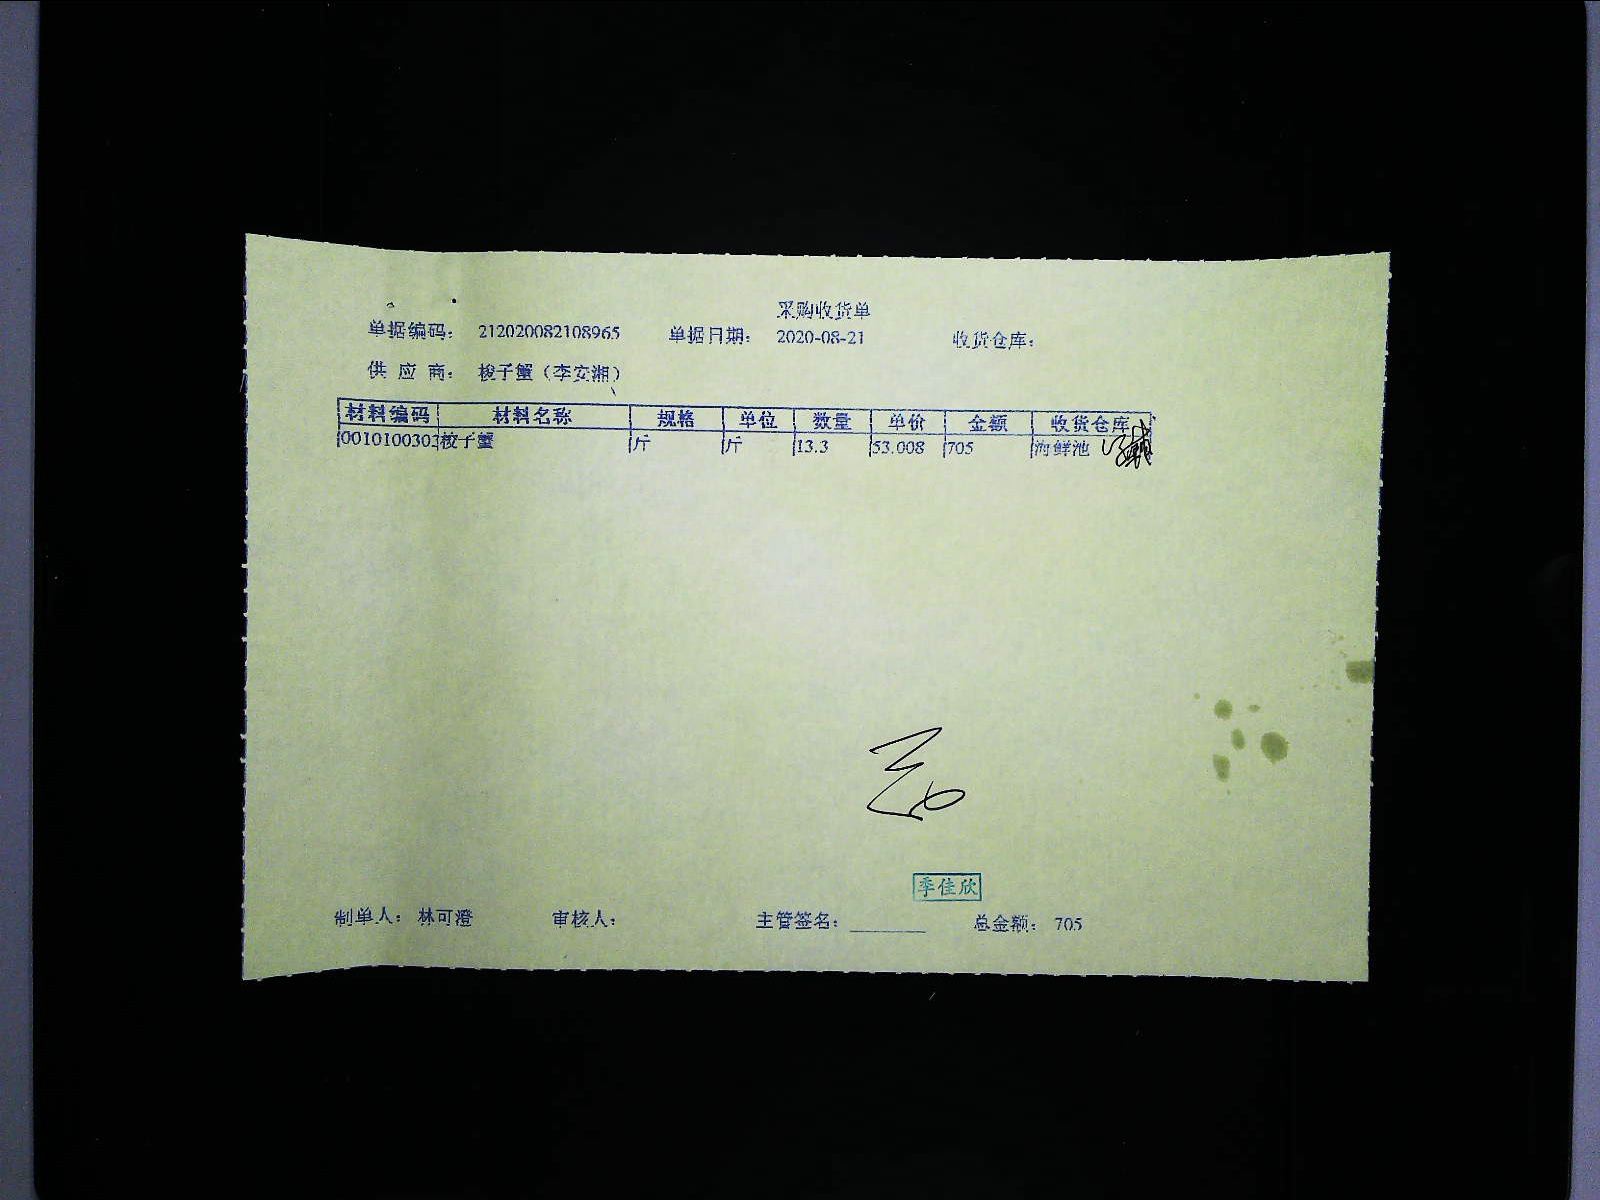 采购收货单
单据编码： 212020082108965 单据日期： 2020-08-21 收货仓库：
供 应 商： 梭子蟹（李安湘）
材料编码 材料名称 规格 单位 数量 单价 金额 收货仓库
0010100303 梭子蟹 斤 斤 13.3 53.008 705 海鲜池
季佳欣
制单人： 林可澄 审核人： 主管签名：________ 总金额： 705